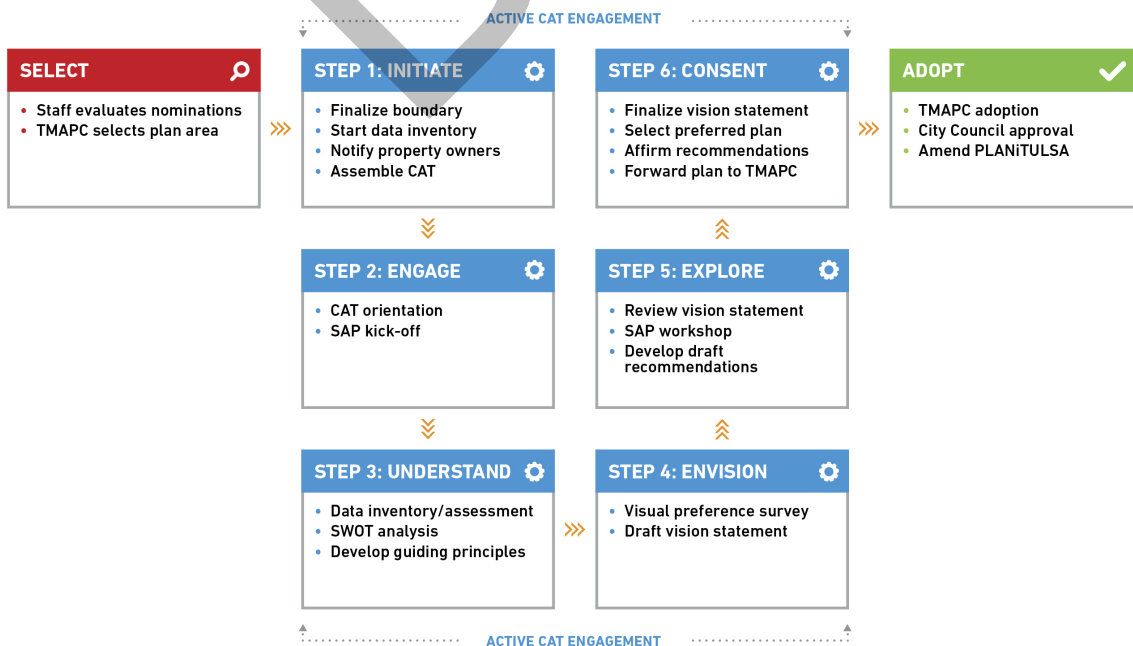 ACTIVE CAT ENGAGEMENT
SELECT
Staff evaluates nominations
TMAPC selects plan area
STEP 1: INITIATE
Finalize boundary
Start data inventory
Notify property owners
Assemble CAT
STEP 2: ENGAGE
CAT orientation
SAP kick-off
STEP 3: UNDERSTAND
Data inventory/assessment
SWOT analysis
Develop guiding principles
STEP 4: ENVISION
Visual preference survey
Draft vision statement
STEP 5: EXPLORE
Review vision statement
SAP workshop
Develop draft
recommendations
STEP 6: CONSENT
Finalize vision statement
Select preferred plan
Affirm recommendations
Forward plan to TMAPC
ADOPT
TMAPC adoption
City Council approval
Amend PLANiTULSA
ACTIVE CAT ENGAGEMENT